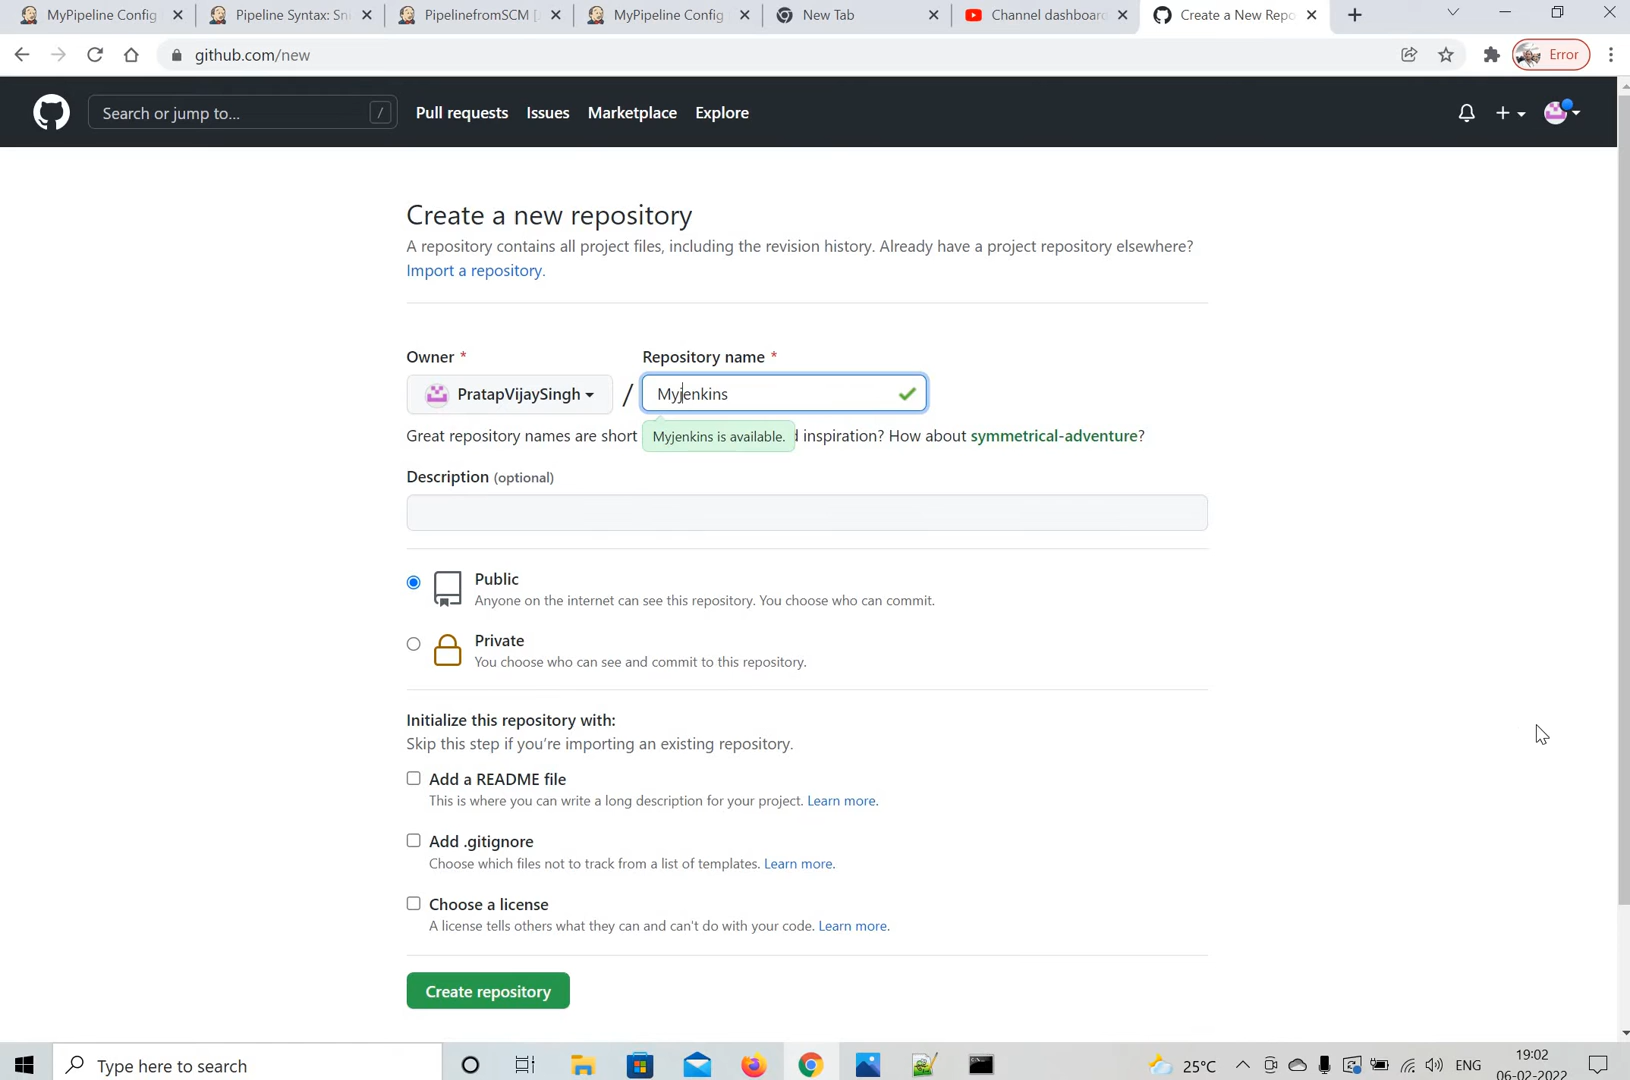 MyPipeline Config
Pipeline Syntax: Sni
PipelinefromSCM [
MyPipeline Config
New Tab
Channel dashboard
Create a New Repo
github.com/new
Error
Search or jump to...
/
Pull requests
Issues
Marketplace
Explore
Create a new repository
A repository contains all project files, including the revision history. Already have a project repository elsewhere?
Import a repository.
Owner *
Repository name *
PratapVijaySingh
/
Myjenkins
Great repository names are short
Myjenkins is available.
inspiration? How about symmetrical-adventure?
Description (optional)
Public
Anyone on the internet can see this repository. You choose who can commit.
Private
You choose who can see and commit to this repository.
Initialize this repository with:
Skip this step if you're importing an existing repository.
Add a README file
This is where you can write a long description for your project. Learn more.
Add .gitignore
Choose which files not to track from a list of templates. Learn more.
Choose a license
A license tells others what they can and can't do with your code. Learn more.
Create repository
Type here to search
25°C
ENG
19:02
06-02-2022